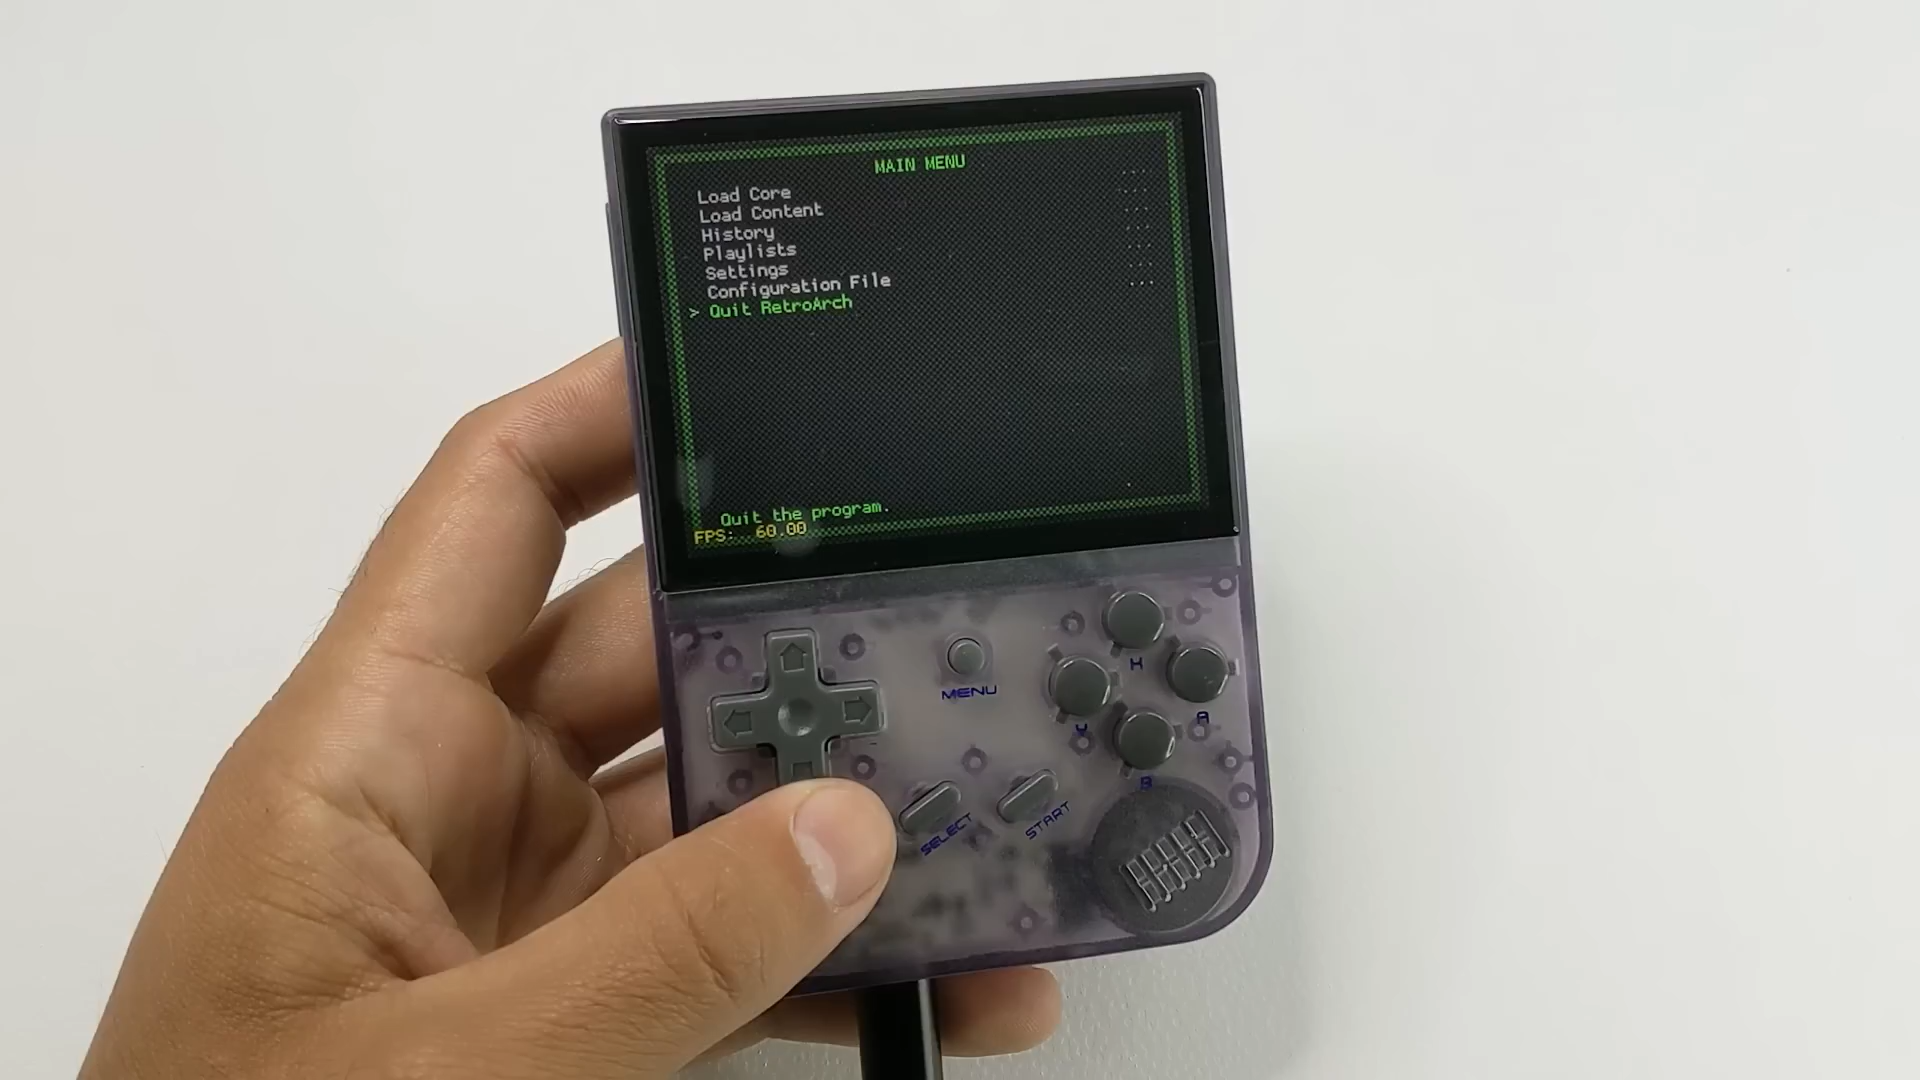 MAIN MENU
Load Core ...
Load Content ...
History ...
Playlists ...
Settings ...
Configuration File ...
> Quit RetroArch
Quit the program.
FPS: 60.00
MENU
X
Y
A
B
SELECT
START